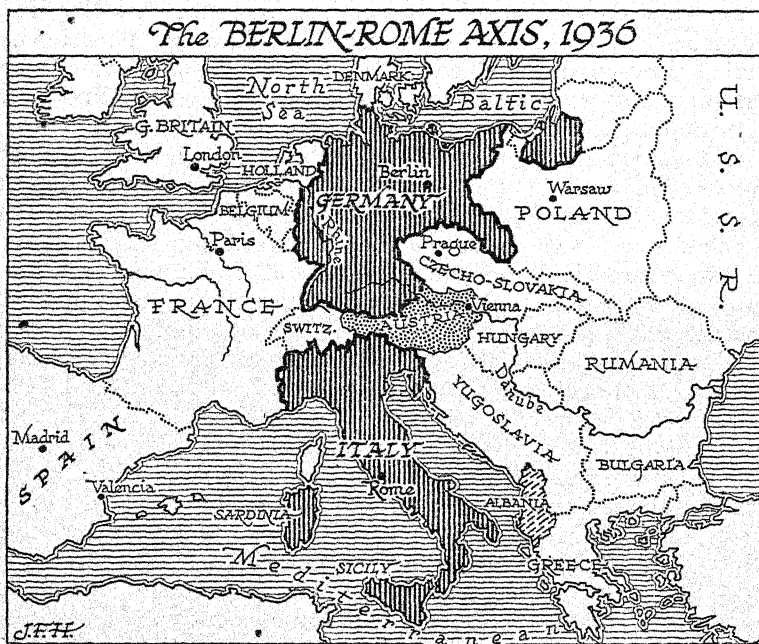 The BERLIN-ROME AXIS, 1936
North
Sea
DENMARK
Baltic
U. S. S. R.
G. BRITAIN
London
HOLLAND
Berlin
GERMANY
Warsaw
POLAND
BELGIUM
Rhine
Paris
Prague
CZECHO-SLOVAKIA
FRANCE
Vienna
SWITZ.
AUSTRIA
HUNGARY
RUMANIA
Danube
YUGOSLAVIA
Madrid
SPAIN
ITALY
BULGARIA
Valencia
Rome
ALBANIA
SARDINIA
Mediterranean
SICILY
GREECE
J.F.H.